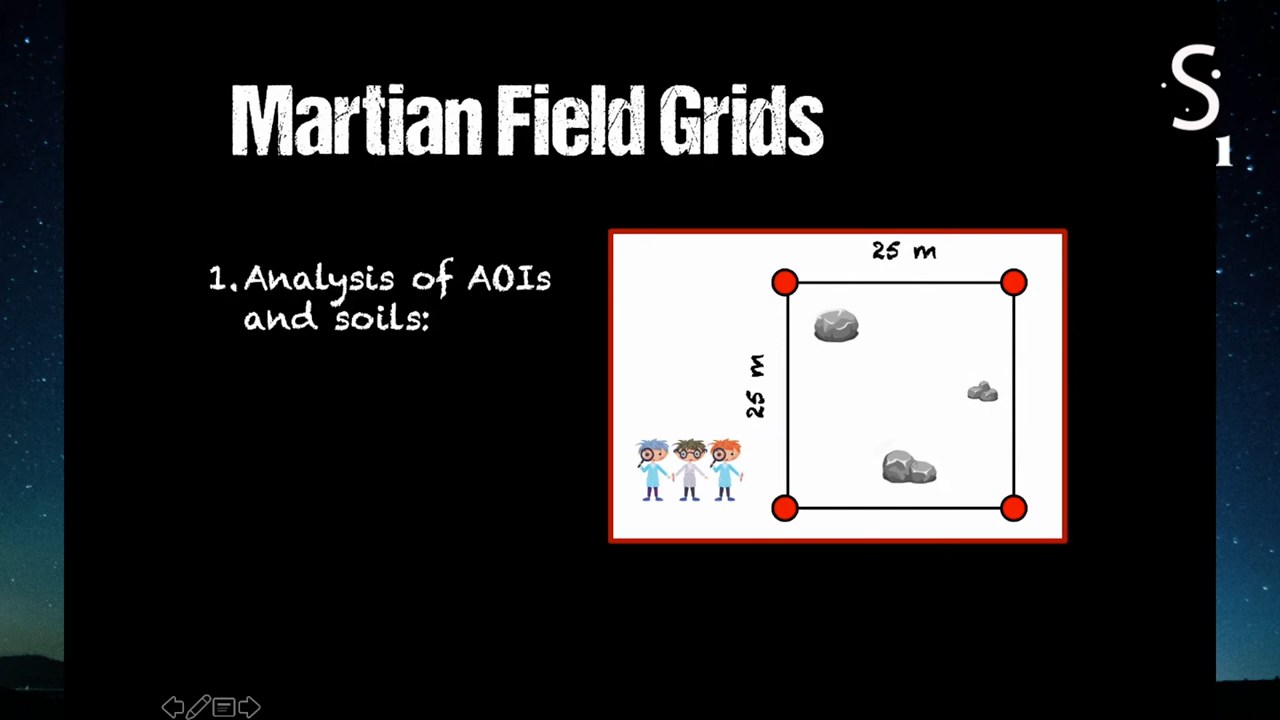 Martian Field Grids
S
1
1. Analysis of AOIs
and soils:
25 m
25 m